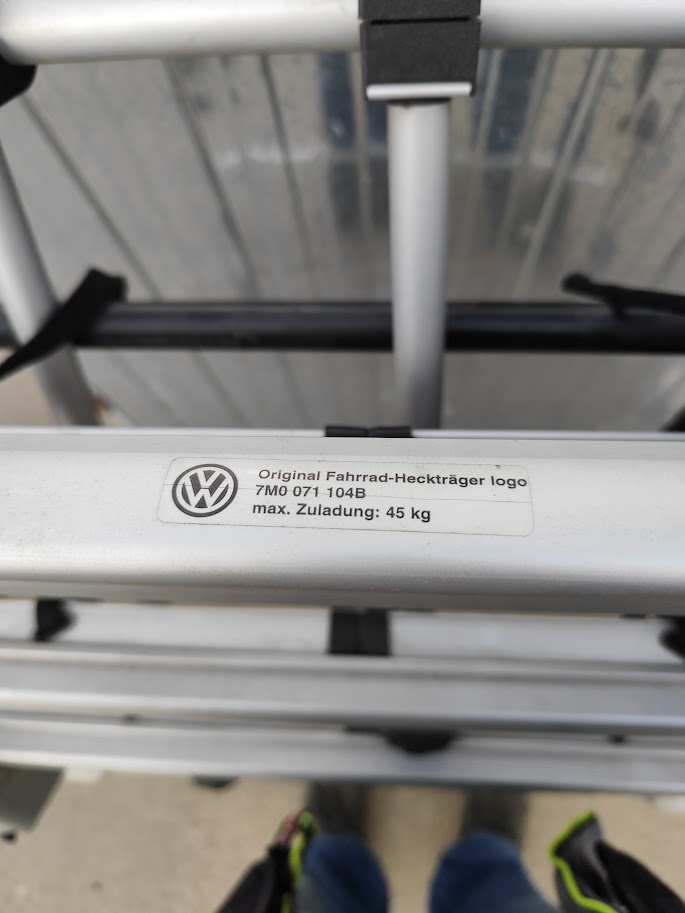 Original Fahrrad-Heckträger logo
7M0 071 104B
max. Zuladung: 45 kg